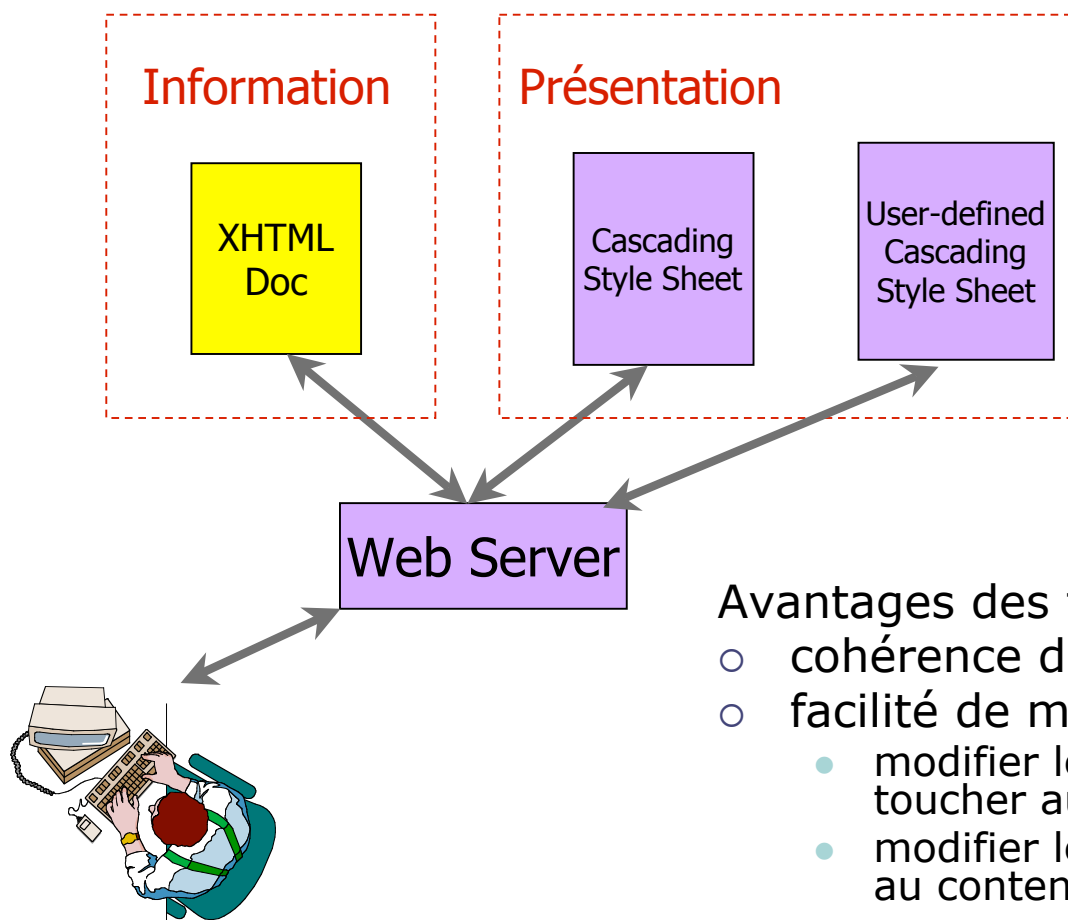 Information
Présentation
XHTML
Doc
Cascading
Style Sheet
User-defined
Cascading
Style Sheet
Web Server
Avantages des
cohérence
facilité de
modifier
toucher
modifier
au